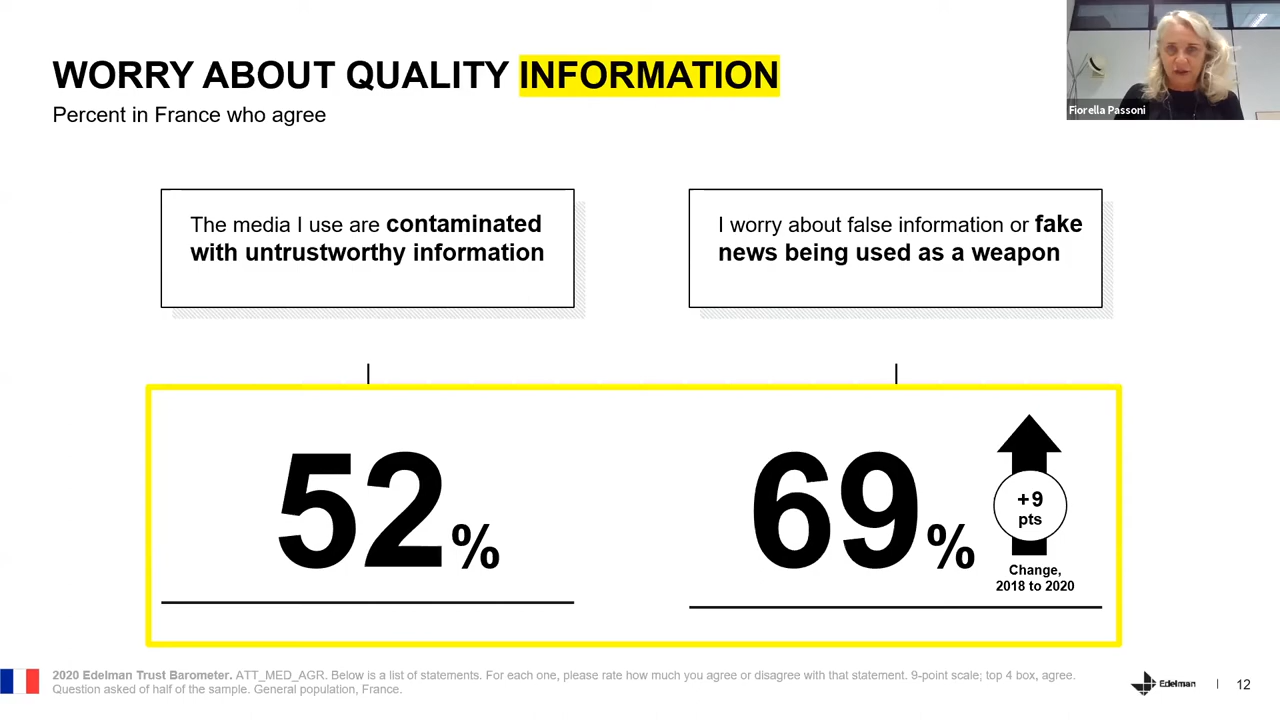 WORRY ABOUT QUALITY INFORMATION
Percent in France who agree
Fiorella Passoni
The media I use are contaminated
with untrustworthy information
I worry about false information or fake
news being used as a weapon
52%
69%
+9
pts
Change,
2018 to 2020
2020 Edelman Trust Barometer. ATT_MED_AGR. Below is a list of statements. For each one, please rate how much you agree or disagree with that statement. 9-point scale; top 4 box, agree.
Question asked of half of the sample. General population, France.
Edelman
12